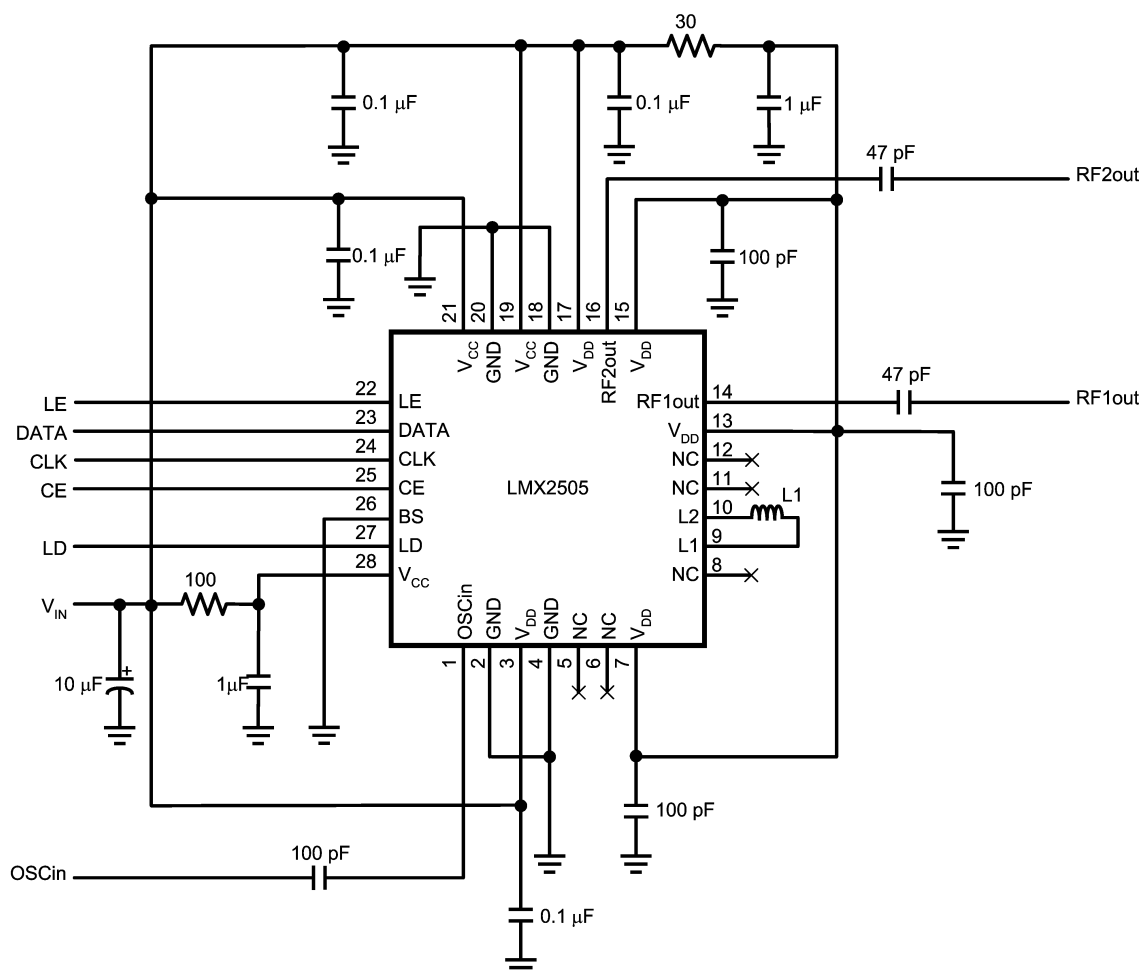 30
0.1 μF
0.1 μF
1 μF
47 pF
RF2out
0.1 μF
100 pF
21
20
19
18
17
16
15
VCC
GND
VCC
GND
VDD
RF2out
VDD
LE
22
LE
DATA
23
DATA
CLK
24
CLK
CE
25
CE
26
BS
LD
27
LD
28
VCC
LMX2505
RF1out
14
47 pF
RF1out
VDD
13
NC
12
NC
11
100 pF
L2
10
L1
L1
9
NC
8
VIN
100
10 μF
+
1μF
OSCin
GND
VDD
GND
NC
NC
VDD
1
2
3
4
5
6
7
100 pF
OSCin
100 pF
0.1 μF